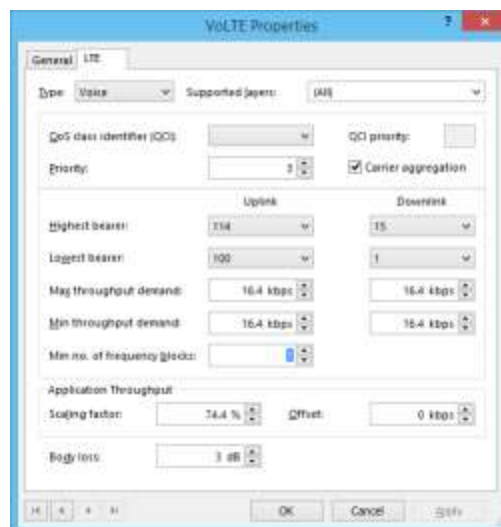 VoLTE Properties ?
General LTE
Type: Voice Supported layers: (All)
QoS class identifier (QCI): QCI priority:
Priority: 3 Carrier aggregation
Uplink Downlink
Highest bearer: 114 15
Lowest bearer: 100 1
Max throughput demand: 16.4 kbps 16.4 kbps
Min throughput demand: 16.4 kbps 16.4 kbps
Min no. of frequency blocks: 1
Application Throughput
Scaling factor: 74.4 % Offset: 0 kbps
Body loss: 3 dB
OK Cancel Apply